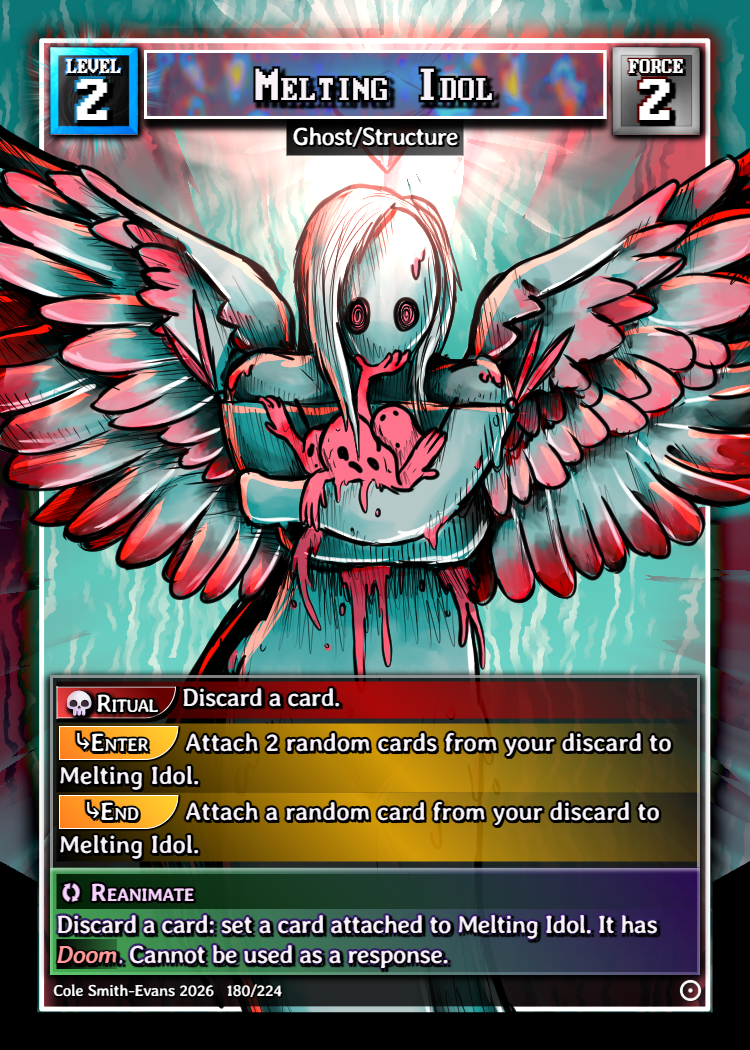 LEVEL
2
MELTING IDOL
FORCE
2
Ghost/Structure
RITUAL Discard a card.
↳ENTER Attach 2 random cards from your discard to
Melting Idol.
↳END Attach a random card from your discard to
Melting Idol.
REANIMATE
Discard a card: set a card attached to Melting Idol. It has
Doom. Cannot be used as a response.
Cole Smith-Evans 2026 180/224